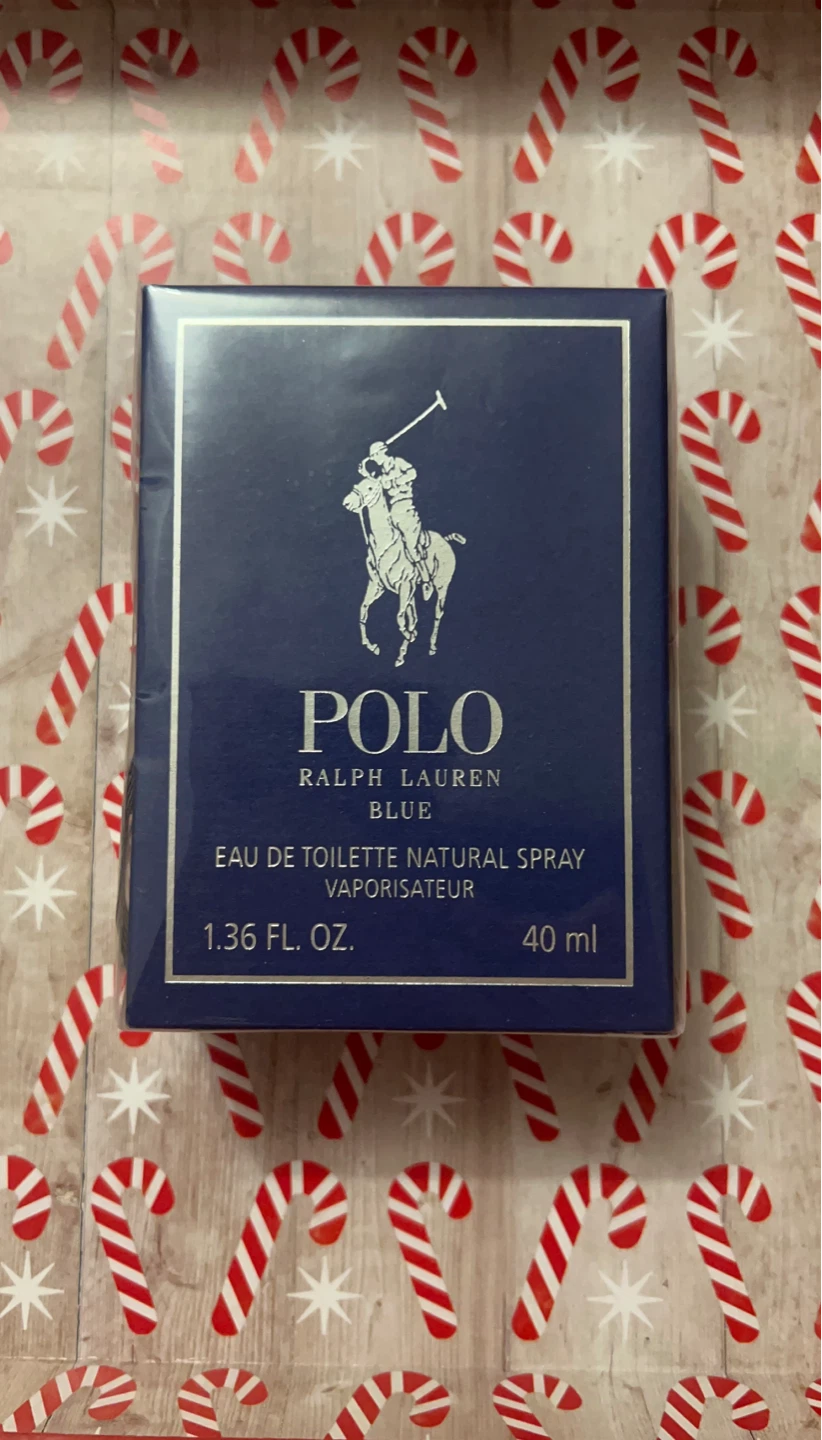 POLO
RALPH LAUREN
BLUE
EAU DE TOILETTE NATURAL SPRAY
VAPORISATEUR
1.36 FL. OZ. 40 ml